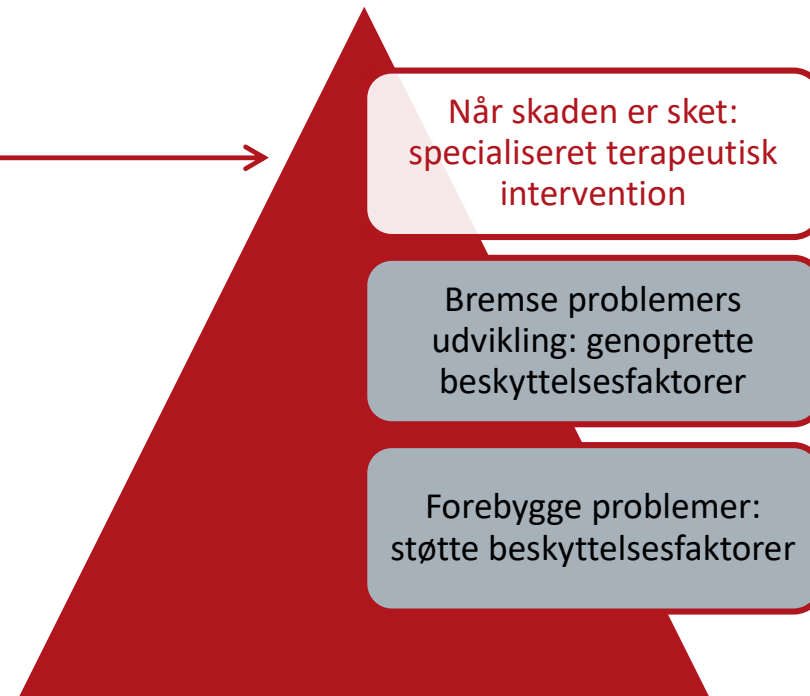 Når skaden er sket:
specialiseret terapeutisk
intervention
Bremse problemers
udvikling: genoprette
beskyttelsesfaktorer
Forebygge problemer:
støtte beskyttelsesfaktorer